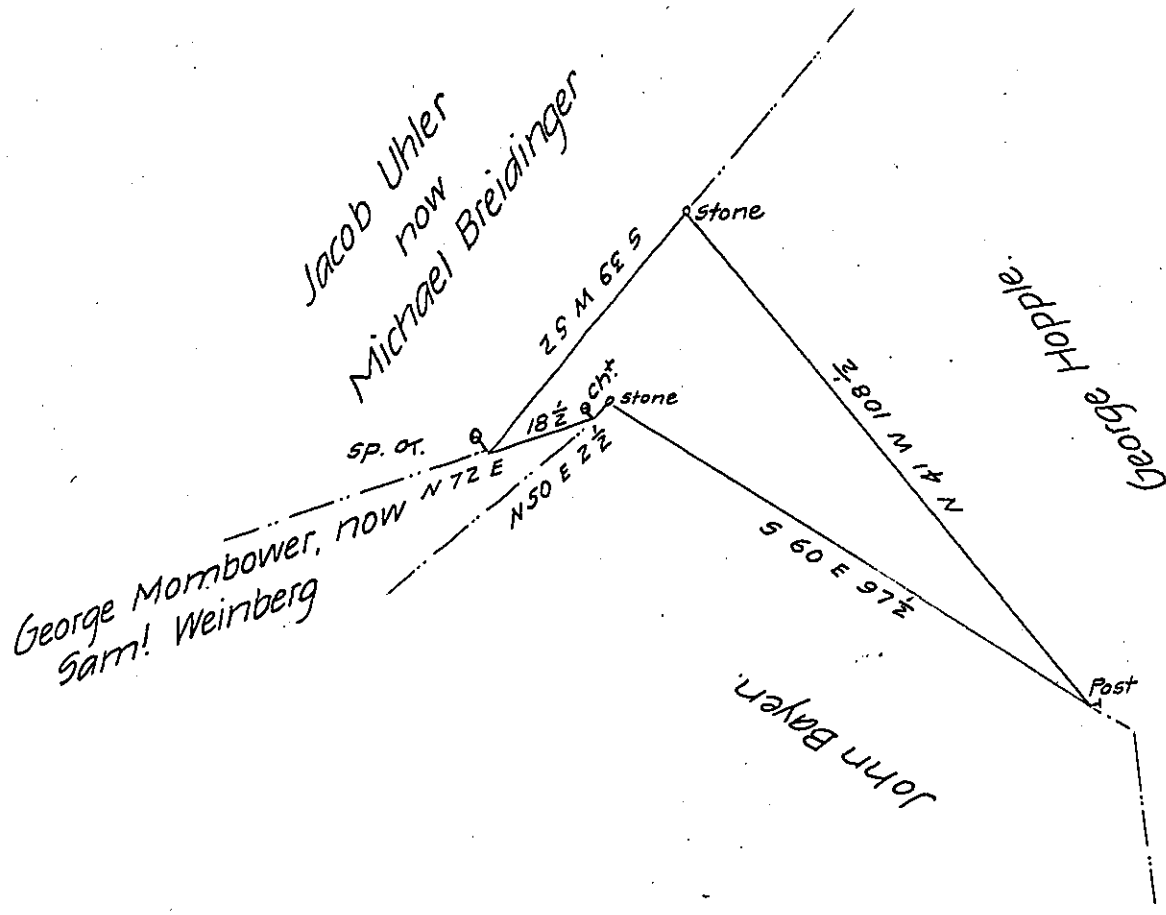 Jacob Uhler
now
Michael Breidinger
stone
S 39 W 52
George Hopple.
N 41 W 108½
ch.t
stone
18½
sp. or.
N 72 E
N 50 E 2½
S 60 E 97½
George Mombower, now
Sam! Weinberg
Post
John Bayen.